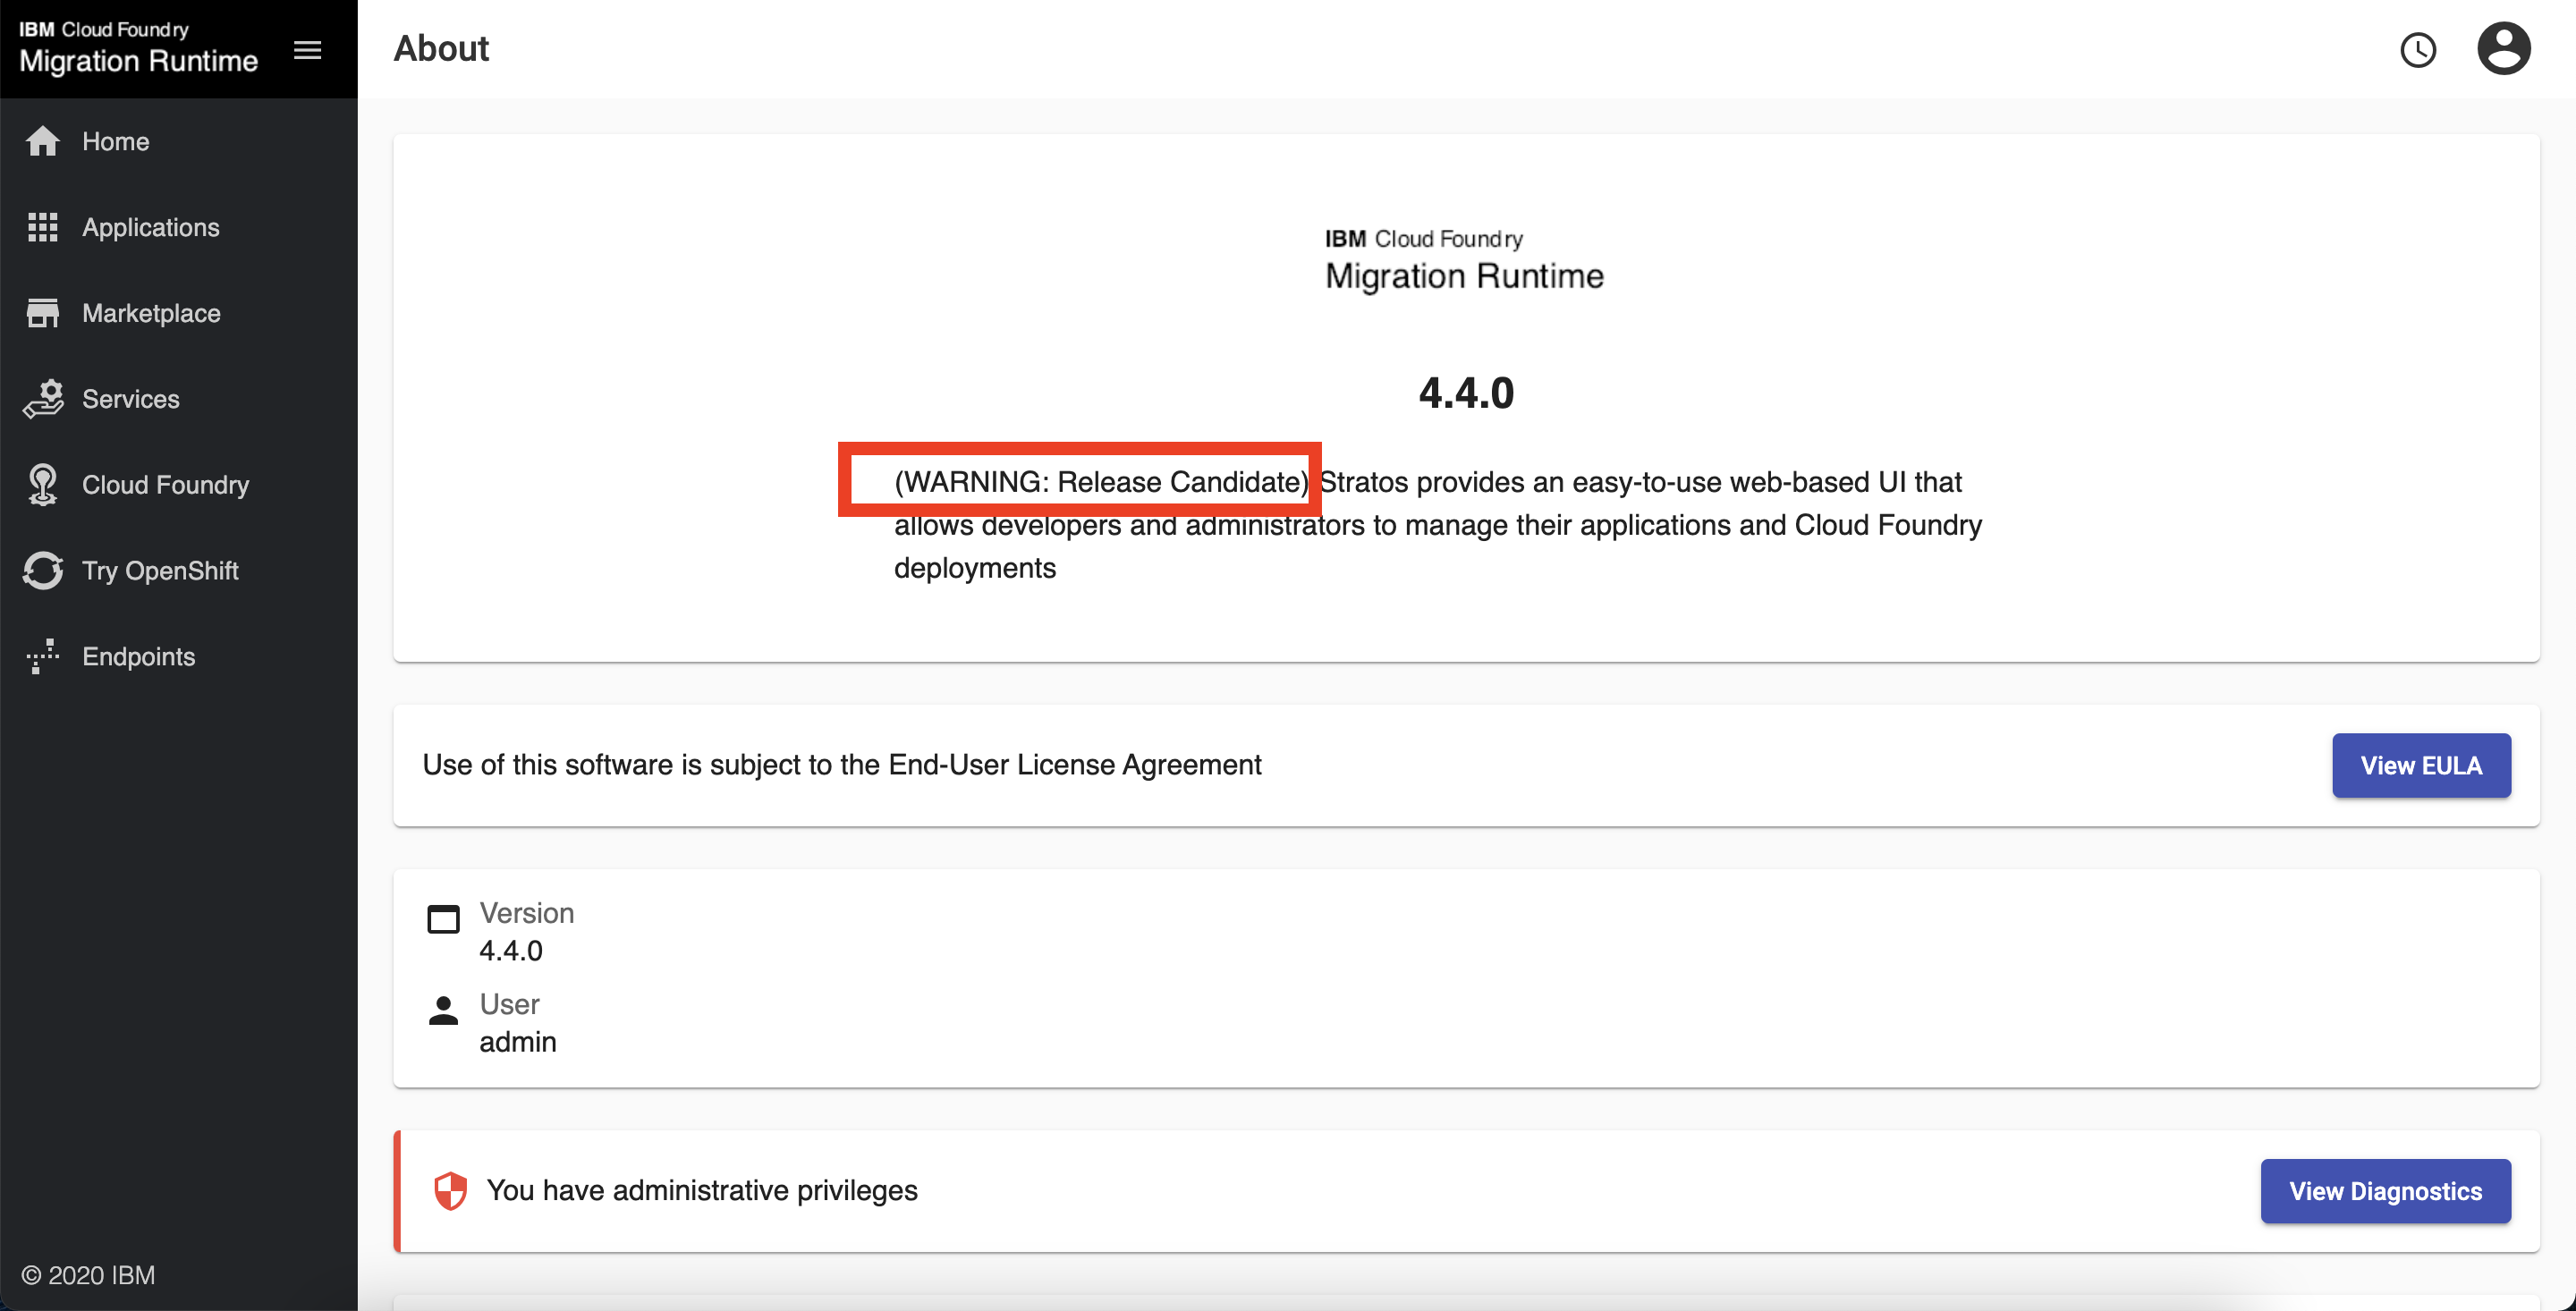 IBM Cloud Foundry
Migration Runtime
About
Home
Applications
Marketplace
Services
Cloud Foundry
Try OpenShift
Endpoints
© 2020 IBM
IBM Cloud Foundry
Migration Runtime
4.4.0
(WARNING: Release Candidate) Stratos provides an easy-to-use web-based UI that
allows developers and administrators to manage their applications and Cloud Foundry
deployments
Use of this software is subject to the End-User License Agreement
View EULA
Version
4.4.0
User
admin
You have administrative privileges
View Diagnostics